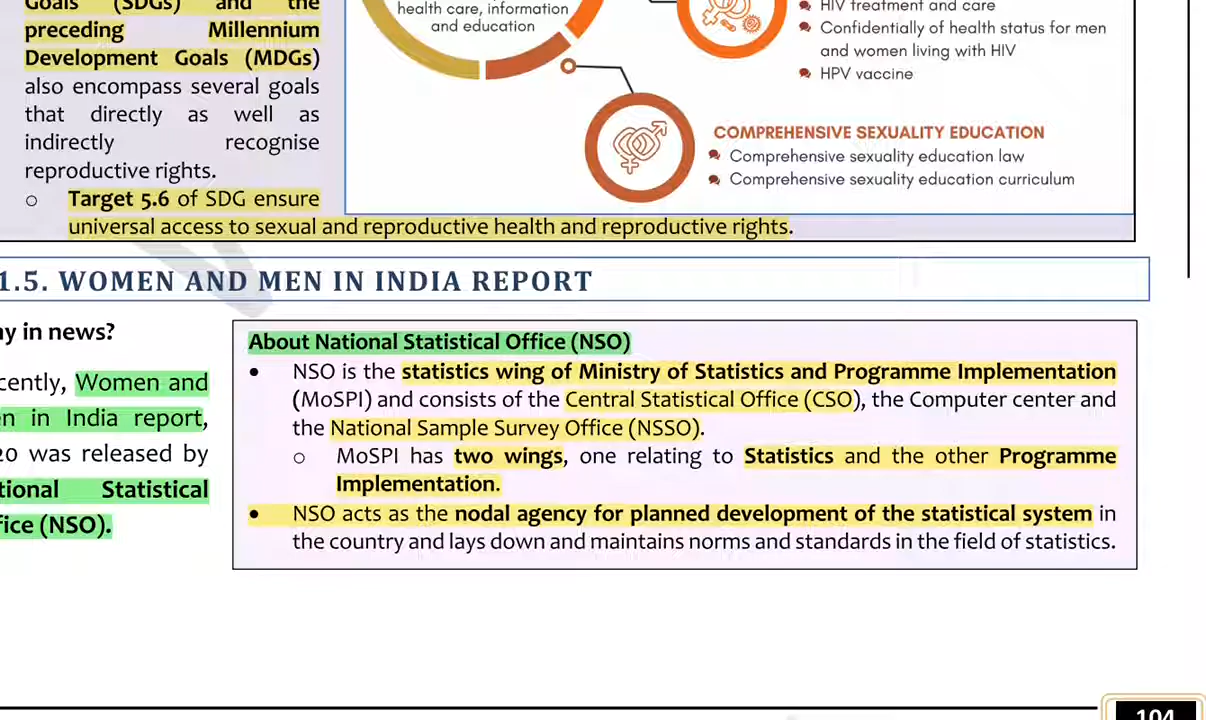 Goals (SDGs) and the
preceding Millennium
Development Goals (MDGs)
also encompass several goals
that directly as well as
indirectly recognise
reproductive rights.
o Target 5.6 of SDG ensure
universal access to sexual and reproductive health and reproductive rights.
health care, information
and education
HIV treatment and care
Confidentially of health status for men
and women living with HIV
HPV vaccine
COMPREHENSIVE SEXUALITY EDUCATION
Comprehensive sexuality education law
Comprehensive sexuality education curriculum
1.5. WOMEN AND MEN IN INDIA REPORT
hy in news?
cently, Women and
en in India report,
20 was released by
tional Statistical
fice (NSO).
About National Statistical Office (NSO)
• NSO is the statistics wing of Ministry of Statistics and Programme Implementation
(MoSPI) and consists of the Central Statistical Office (CSO), the Computer center and
the National Sample Survey Office (NSSO).
o MoSPI has two wings, one relating to Statistics and the other Programme
Implementation.
• NSO acts as the nodal agency for planned development of the statistical system in
the country and lays down and maintains norms and standards in the field of statistics.
104